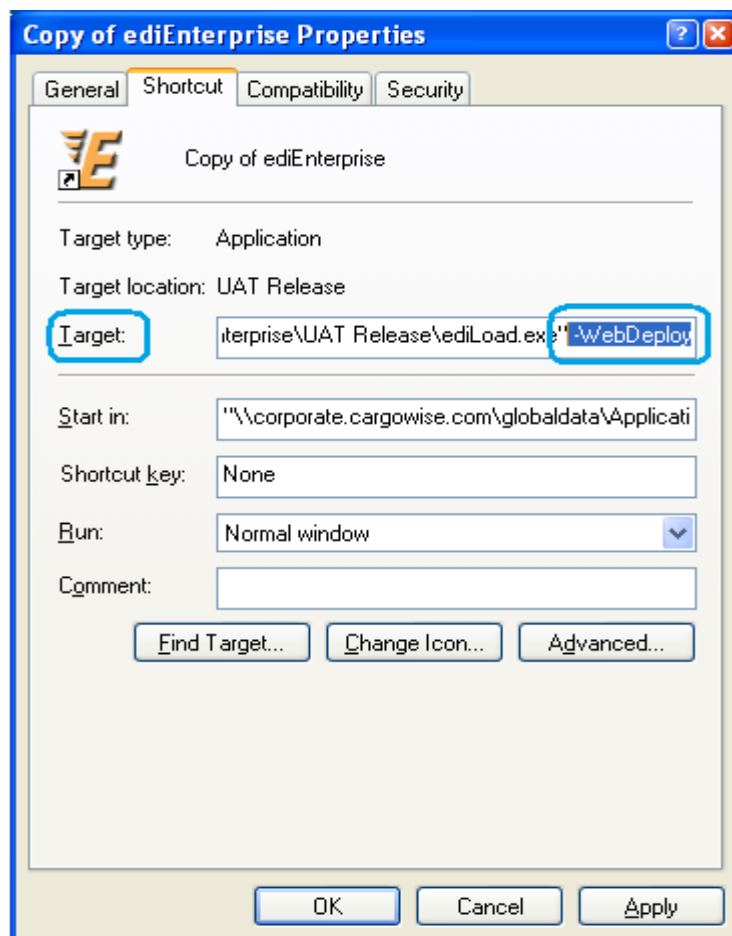 Copy of ediEnterprise Properties
General Shortcut Compatibility Security
Copy of ediEnterprise
Target type: Application
Target location: UAT Release
Target: terprise\UAT Release\ediLoad.exe" -WebDeploy
Start in: "\\corporate.cargowise.com\globaldata\Applicati
Shortcut key: None
Run: Normal window
Comment:
Find Target... Change Icon... Advanced...
OK Cancel Apply